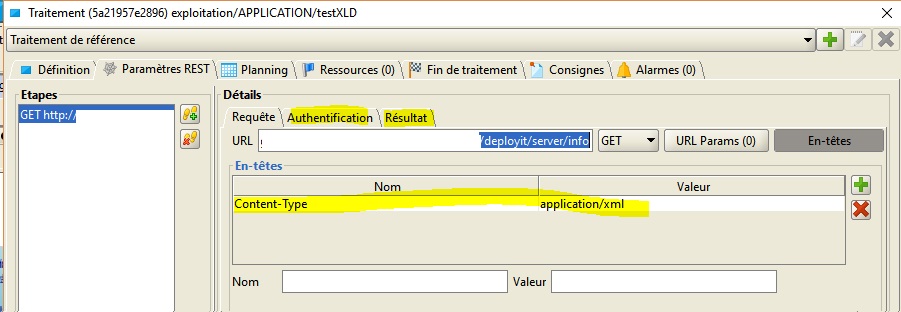 Traitement (5a21957e2896) exploitation/APPLICATION/testXLD
Traitement de référence
Définition Paramètres REST Planning Ressources (0) Fin de traitement Consignes Alarmes (0)
Etapes
GET http://
Détails
Requête Authentification Résultat
URL /deployit/server/info GET URL Params (0) En-têtes
En-têtes
Nom Valeur
Content-Type application/xml
Nom Valeur